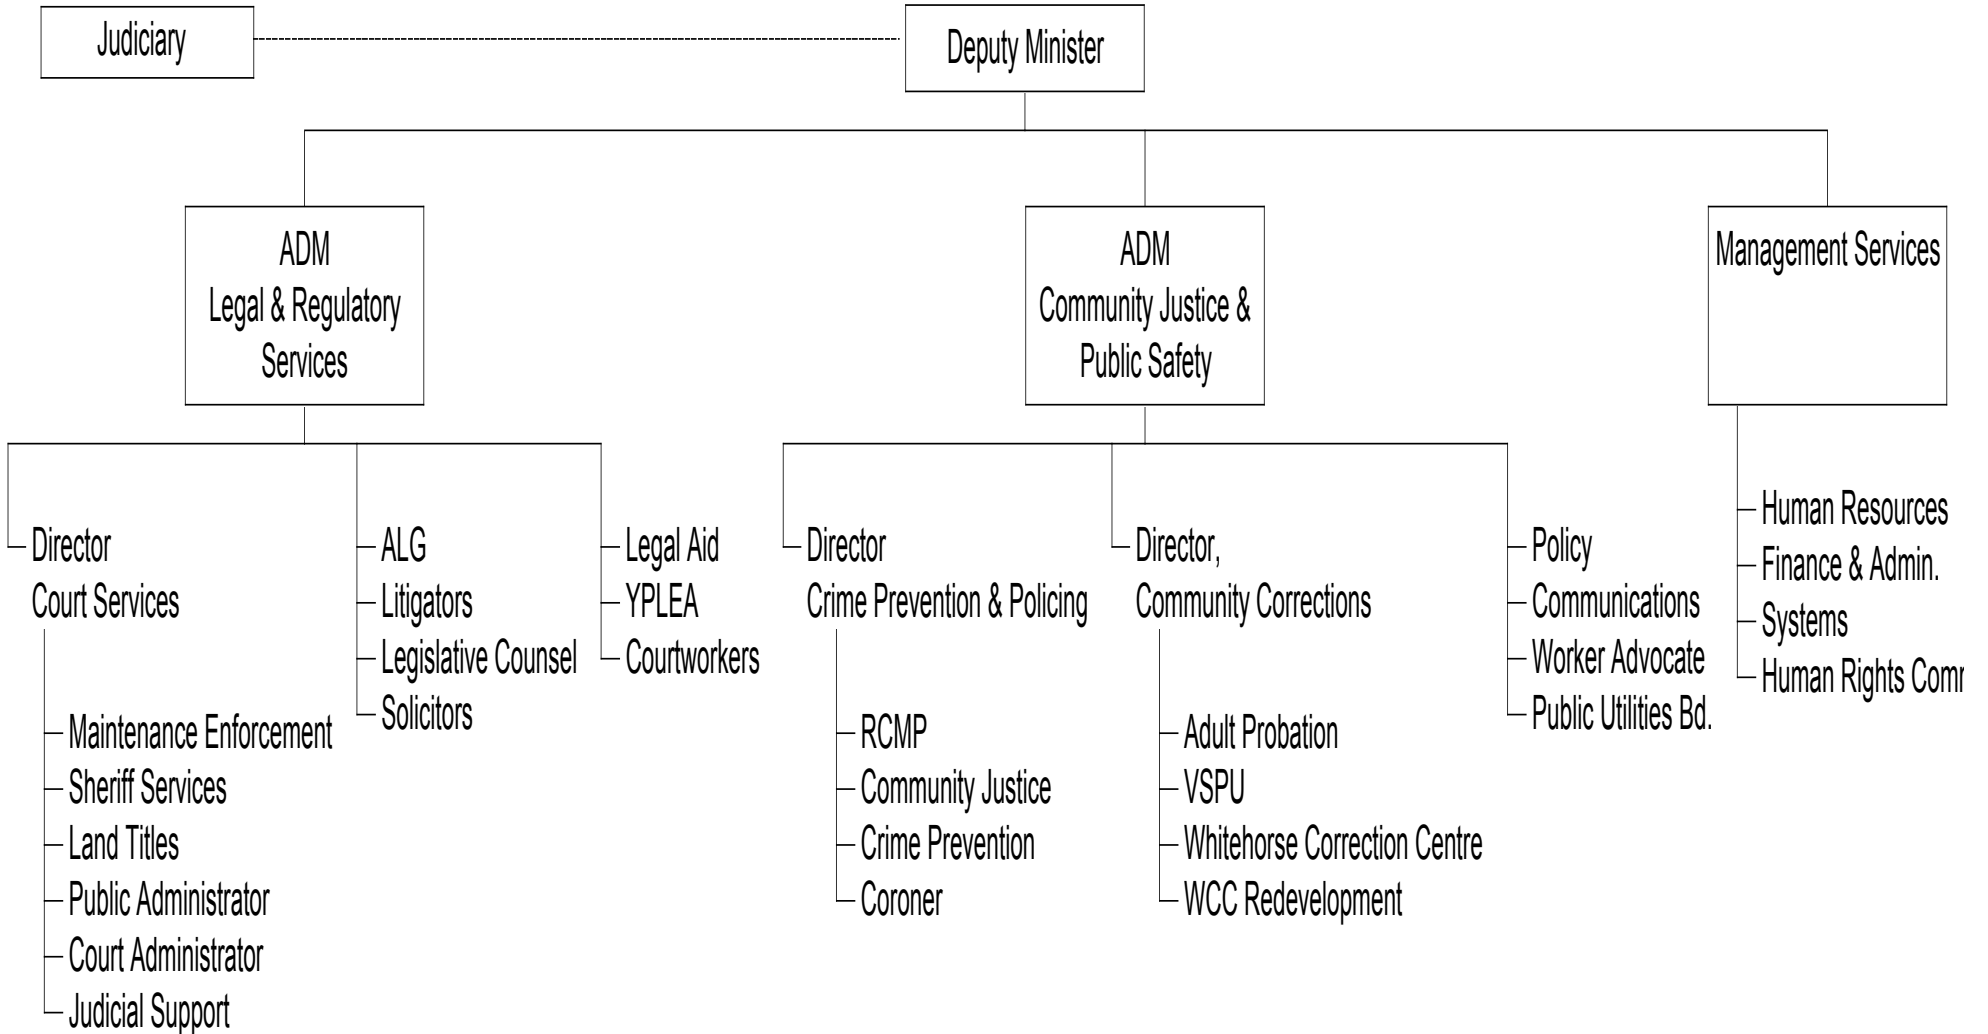 Judiciary
Deputy Minister
ADM
Legal & Regulatory
Services
ADM
Community Justice &
Public Safety
Management Services
Director
Court Services
Maintenance Enforcement
Sheriff Services
Land Titles
Public Administrator
Court Administrator
Judicial Support
ALG
Litigators
Legislative Counsel
Solicitors
Legal Aid
YPLEA
Courtworkers
Director
Crime Prevention & Policing
RCMP
Community Justice
Crime Prevention
Coroner
Director,
Community Corrections
Adult Probation
VSPU
Whitehorse Correction Centre
WCC Redevelopment
Policy
Communications
Worker Advocate
Public Utilities Bd.
Human Resources
Finance & Admin.
Systems
Human Rights